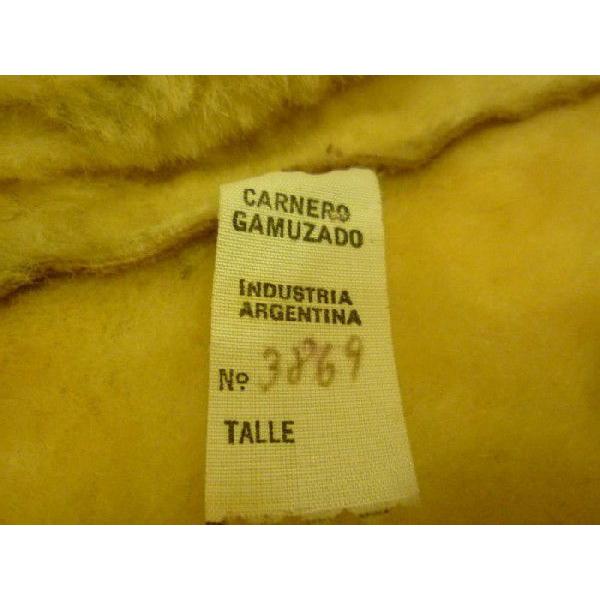 CARNERO
GAMUZADO
INDUSTRIA
ARGENTINA
Nº 3869
TALLE